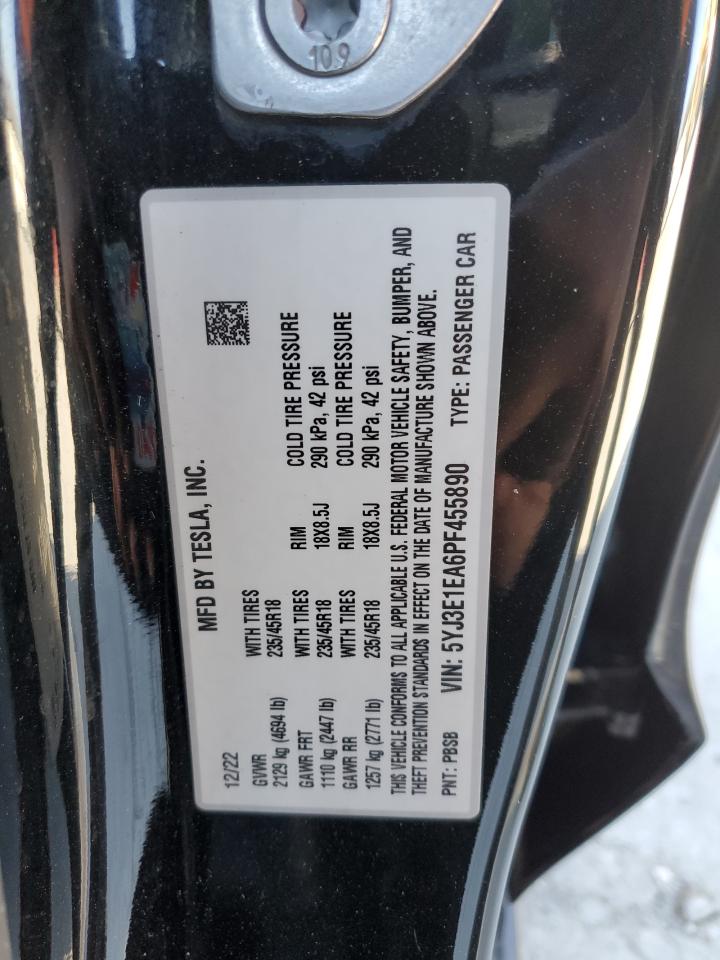 10.9
MFD BY TESLA, INC.
12/22
GVWR WITH TIRES RIM COLD TIRE PRESSURE
2129 kg (4694 lb) 235/45R18 18X8.5J 290 kPa, 42 psi
GAWR FRT WITH TIRES RIM COLD TIRE PRESSURE
1110 kg (2447 lb) 235/45R18 18X8.5J 290 kPa, 42 psi
GAWR RR
1257 kg (2771 lb) 235/45R18
THIS VEHICLE CONFORMS TO ALL APPLICABLE U.S. FEDERAL MOTOR VEHICLE SAFETY, BUMPER, AND
THEFT PREVENTION STANDARDS IN EFFECT ON THE DATE OF MANUFACTURE SHOWN ABOVE.
PNT: PBSB VIN: 5YJ3E1EA6PF455890 TYPE: PASSENGER CAR